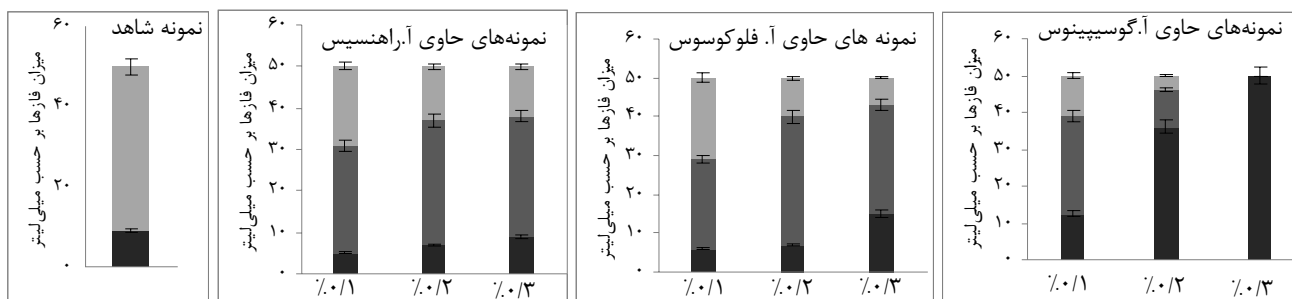 نمونه شاهد
میزان فازها بر حسب میلی‌لیتر
۶۰
۴۰
۲۰
۰
نمونه‌های حاوی آ.راهنسیس
میزان فازها بر حسب میلی‌لیتر
۶۰
۵۰
۴۰
۳۰
۲۰
۱۰
۰
٪۰/۱ ٪۰/۲ ٪۰/۳
نمونه های حاوی آ. فلوکوسوس
میزان فازها بر حسب میلی‌لیتر
۶۰
۵۰
۴۰
۳۰
۲۰
۱۰
۰
٪۰/۱ ٪۰/۲ ٪۰/۳
نمونه‌های حاوی آ.گوسیپینوس
میزان فازها بر حسب میلی‌لیتر
۶۰
۵۰
۴۰
۳۰
۲۰
۱۰
۰
٪۰/۱ ٪۰/۲ ٪۰/۳